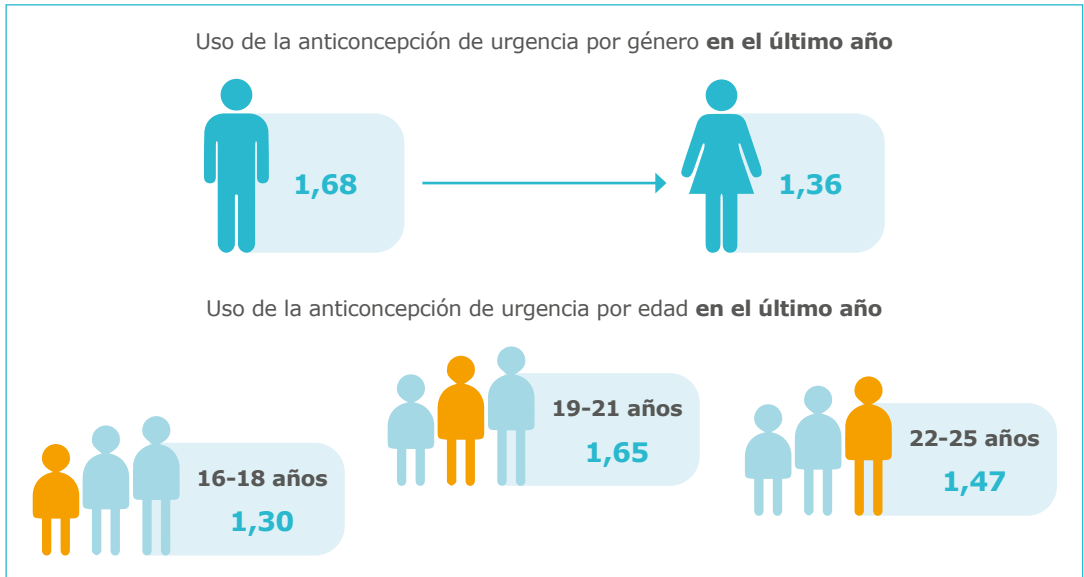 Uso de la anticoncepción de urgencia por género en el último año
1,68
1,36
Uso de la anticoncepción de urgencia por edad en el último año
16-18 años
1,30
19-21 años
1,65
22-25 años
1,47